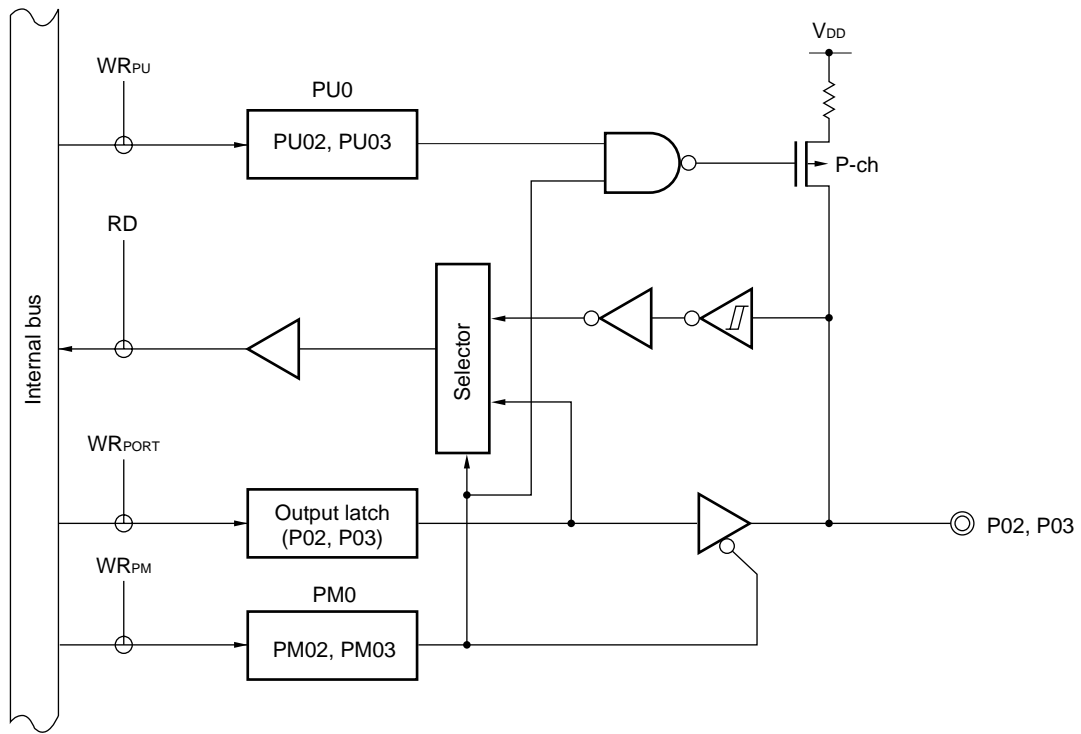 VDD
WRPU
PU0
PU02, PU03
P-ch
RD
Internal bus
Selector
WRPORT
Output latch
(P02, P03)
P02, P03
WRPM
PM0
PM02, PM03